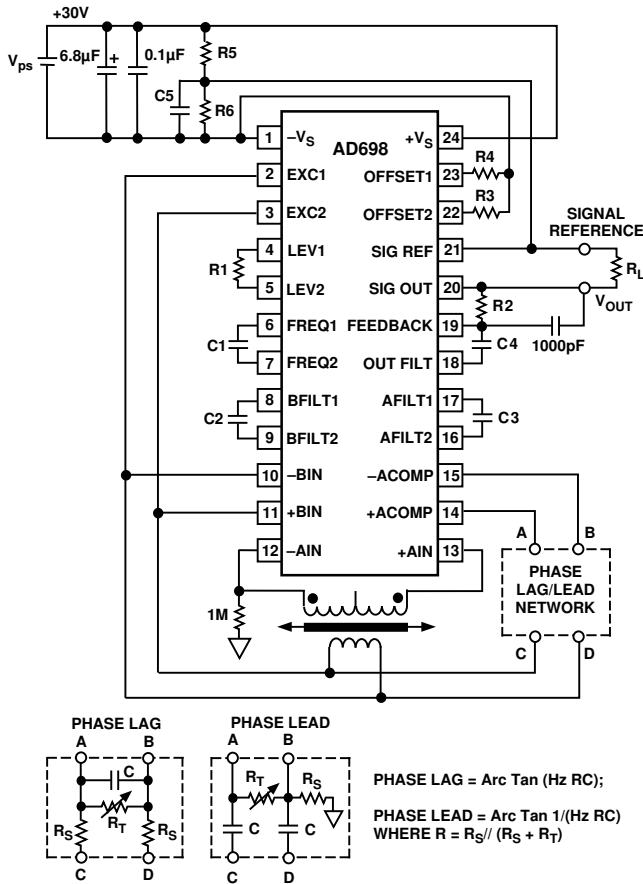 +30V
Vps
6.8µF
+
0.1µF
R5
C5
R6
AD698
1 –VS
+VS 24
2 EXC1
OFFSET1 23
R4
3 EXC2
OFFSET2 22
R3
SIGNAL
REFERENCE
4 LEV1
SIG REF 21
R1
RL
5 LEV2
SIG OUT 20
R2
VOUT
6 FREQ1
FEEDBACK 19
C1
C4
1000pF
7 FREQ2
OUT FILT 18
8 BFILT1
AFILT1 17
C2
C3
9 BFILT2
AFILT2 16
10 –BIN
–ACOMP 15
11 +BIN
+ACOMP 14
A
B
12 –AIN
+AIN 13
PHASE
LAG/LEAD
NETWORK
1M
C
D
PHASE LAG
A
B
C
RT
RS
RS
C
D
PHASE LEAD
A
B
RT
RS
C
C
C
D
PHASE LAG = Arc Tan (Hz RC);
PHASE LEAD = Arc Tan 1/(Hz RC)
WHERE R = RS// (RS + RT)